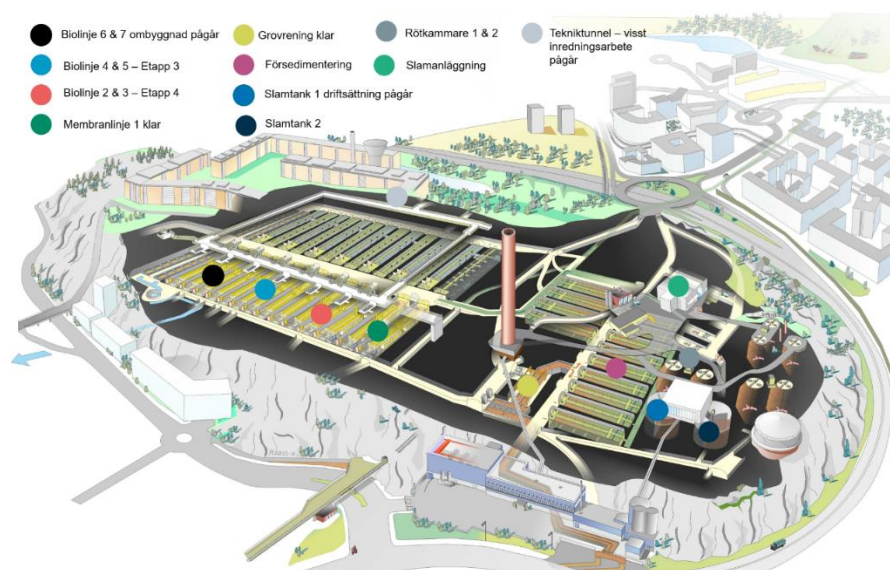 Biolinje 6 & 7 ombyggnad pågår
Biolinje 4 & 5 – Etapp 3
Biolinje 2 & 3 – Etapp 4
Membranlinje 1 klar
Grovrening klar
Försedimentering
Slamtank 1 driftsättning pågår
Slamtank 2
Rötkammare 1 & 2
Slamanläggning
Tekniktunnel – visst
inredningsarbete
pågår